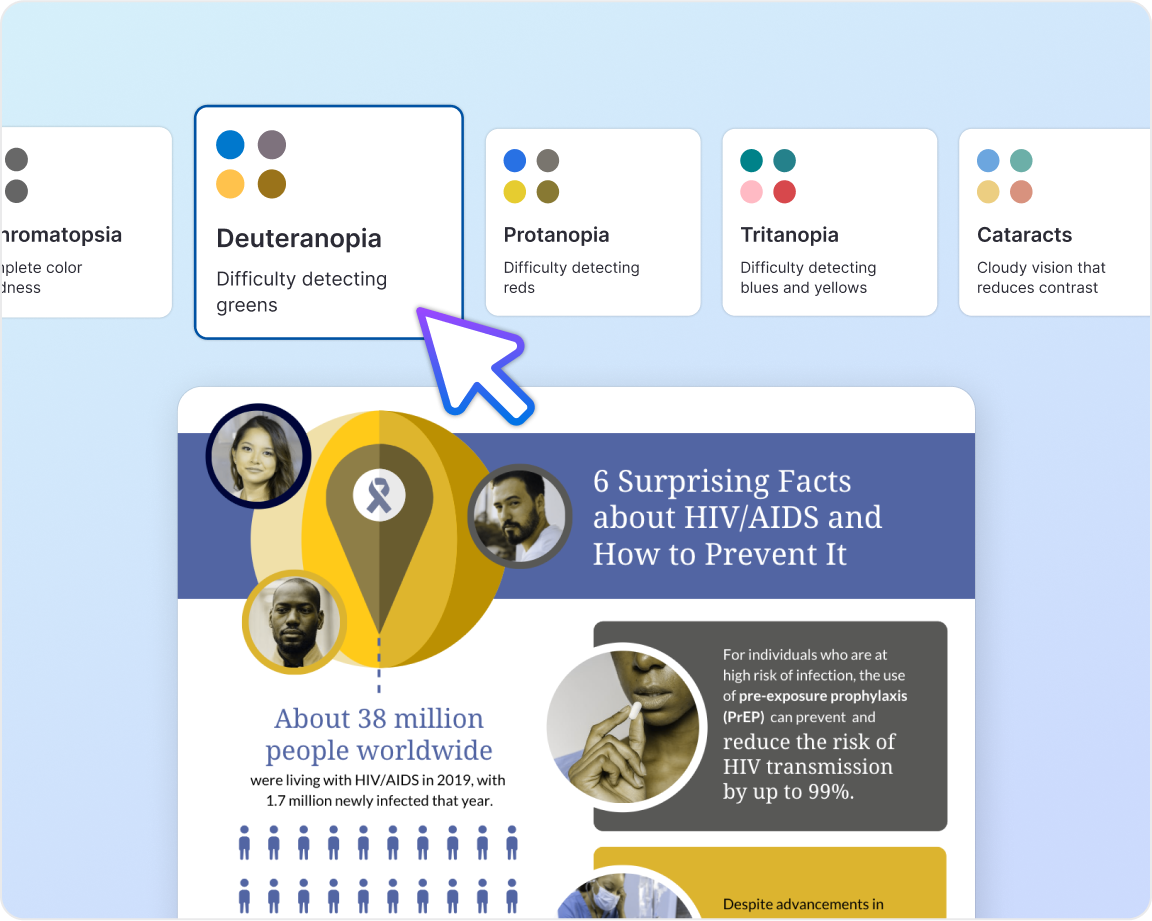 hromatopsia
nplete color
dness
Deuteranopia
Difficulty detecting
greens
Protanopia
Difficulty detecting
reds
Tritanopia
Difficulty detecting
blues and yellows
Cataracts
Cloudy vision that
reduces contrast
6 Surprising Facts
about HIV/AIDS and
How to Prevent It
About 38 million
people worldwide
were living with HIV/AIDS in 2019, with
1.7 million newly infected that year.
For individuals who are at
high risk of infection, the use
of pre-exposure prophylaxis
(PrEP) can prevent and
reduce the risk of
HIV transmission
by up to 99%.
Despite advancements in